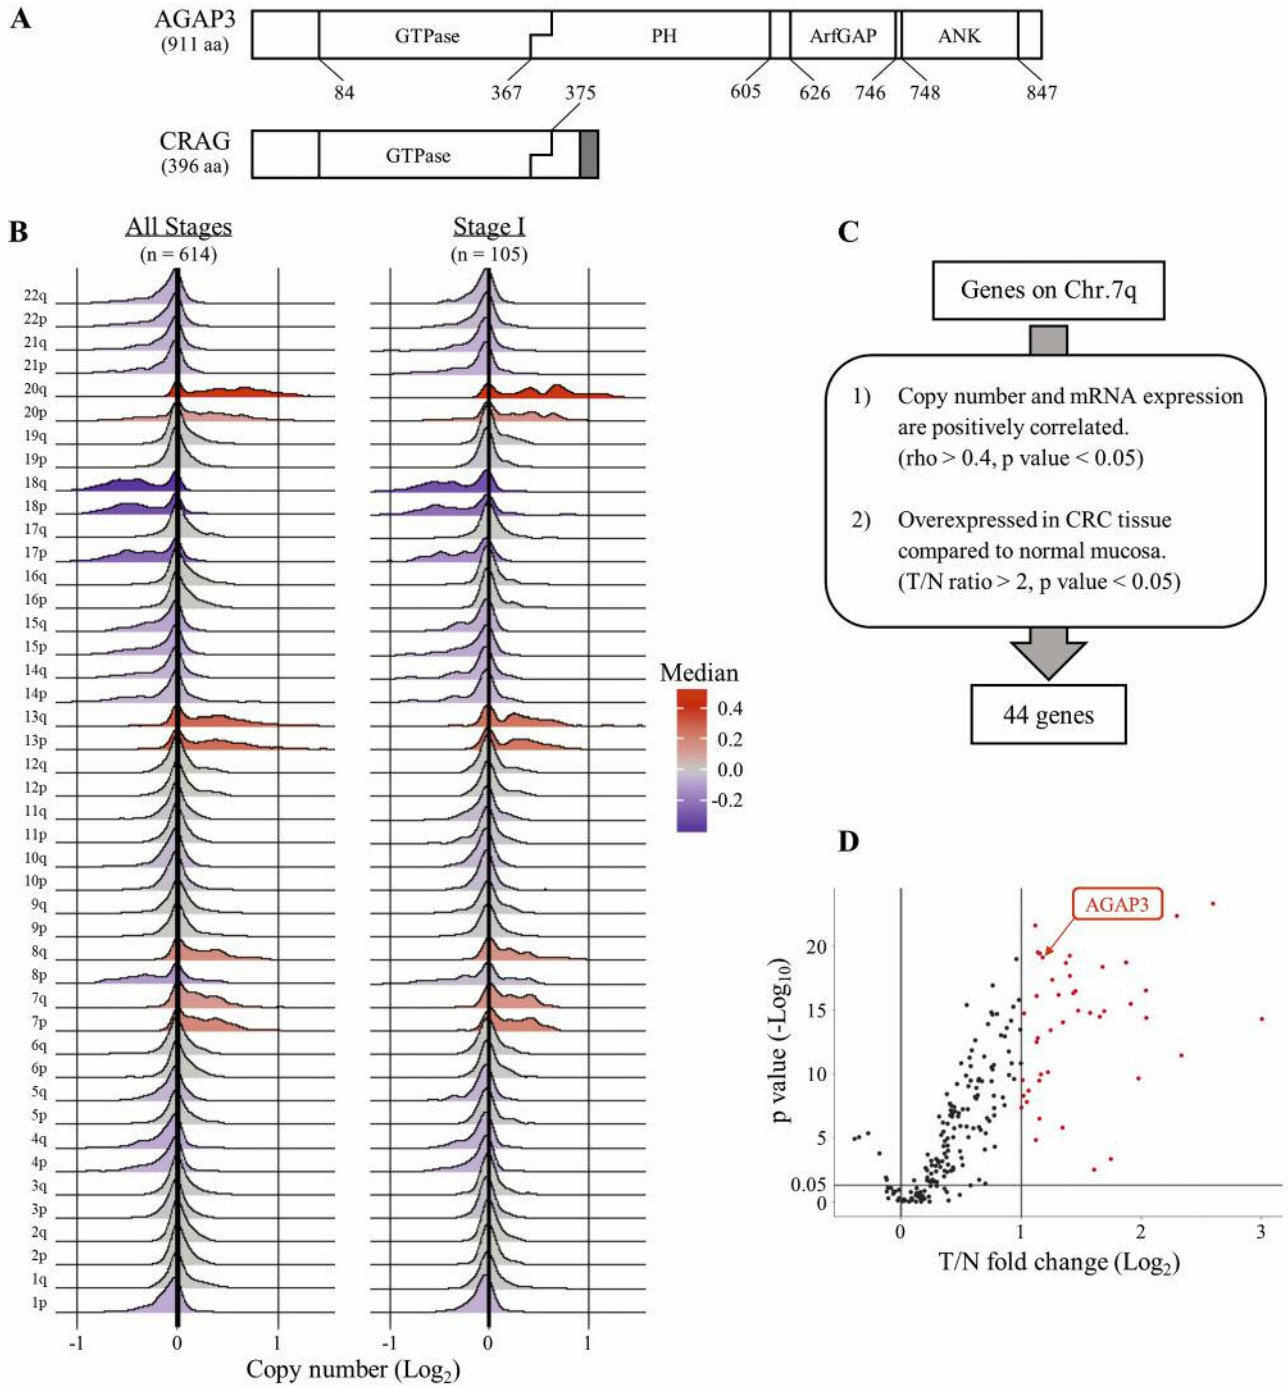 A
AGAP3
(911 aa)
GTPase
PH
ArfGAP
ANK
84
367
375
605
626
746
748
847
CRAG
(396 aa)
GTPase
B
All Stages
(n = 614)
Stage I
(n = 105)
22q
22p
21q
21p
20q
20p
19q
19p
18q
18p
17q
17p
16q
16p
15q
15p
14q
14p
13q
13p
12q
12p
11q
11p
10q
10p
9q
9p
8q
8p
7q
7p
6q
6p
5q
5p
4q
4p
3q
3p
2q
2p
1q
1p
-1
0
1
-1
0
1
Copy number (Log2)
Median
0.4
0.2
0.0
-0.2
C
Genes on Chr.7q
1) Copy number and mRNA expression
are positively correlated.
(rho > 0.4, p value < 0.05)
2) Overexpressed in CRC tissue
compared to normal mucosa.
(T/N ratio > 2, p value < 0.05)
44 genes
D
AGAP3
p value (-Log10)
20
15
10
5
0.05
0
0
1
2
3
T/N fold change (Log2)